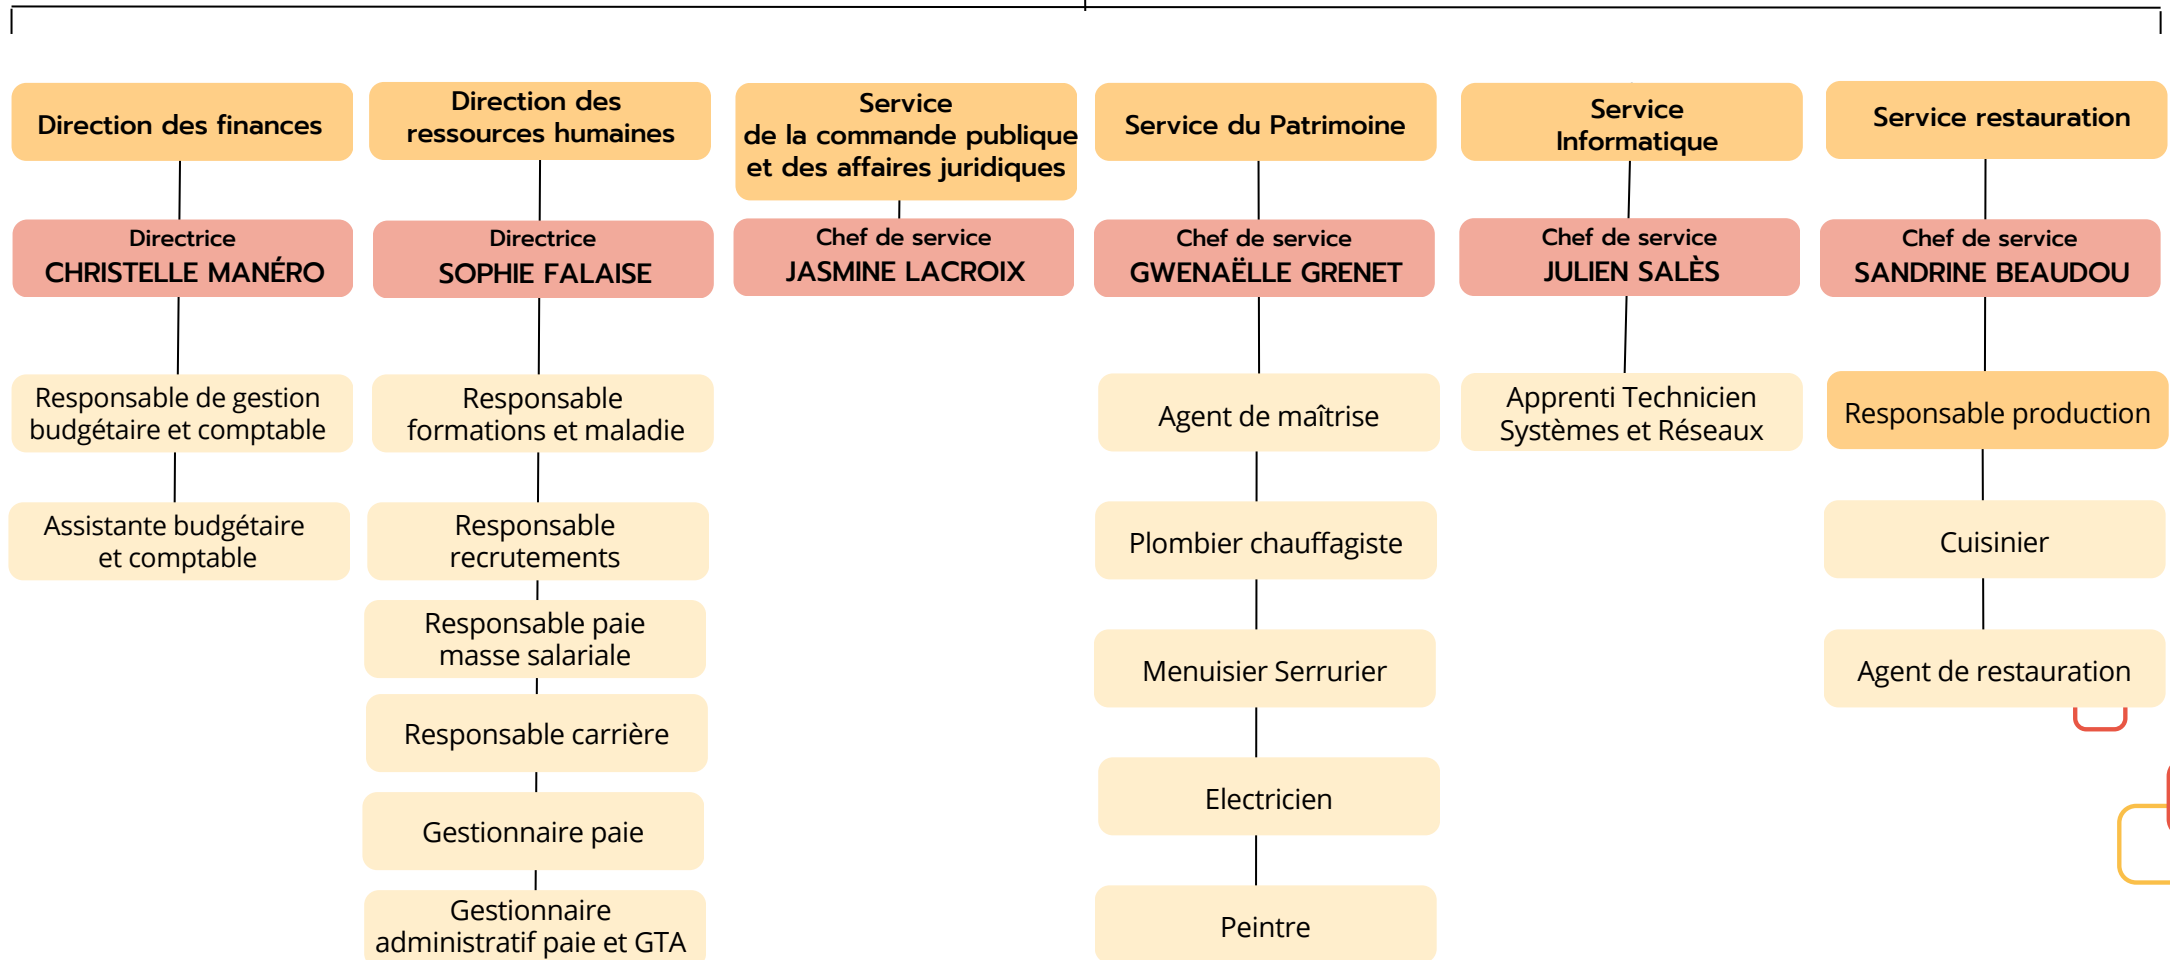 Direction des finances
Directrice
CHRISTELLE MANÉRO
Responsable de gestion
budgétaire et comptable
Assistante budgétaire
et comptable
Direction des
ressources humaines
Directrice
SOPHIE FALAISE
Responsable
formations et maladie
Responsable
recrutements
Responsable paie
masse salariale
Responsable carrière
Gestionnaire paie
Gestionnaire
administratif paie et GTA
Service
de la commande publique
et des affaires juridiques
Chef de service
JASMINE LACROIX
Service du Patrimoine
Chef de service
GWENAËLLE GRENET
Agent de maîtrise
Plombier chauffagiste
Menuisier Serrurier
Electricien
Peintre
Service
Informatique
Chef de service
JULIEN SALÈS
Apprenti Technicien
Systèmes et Réseaux
Service restauration
Chef de service
SANDRINE BEAUDOU
Responsable production
Cuisinier
Agent de restauration